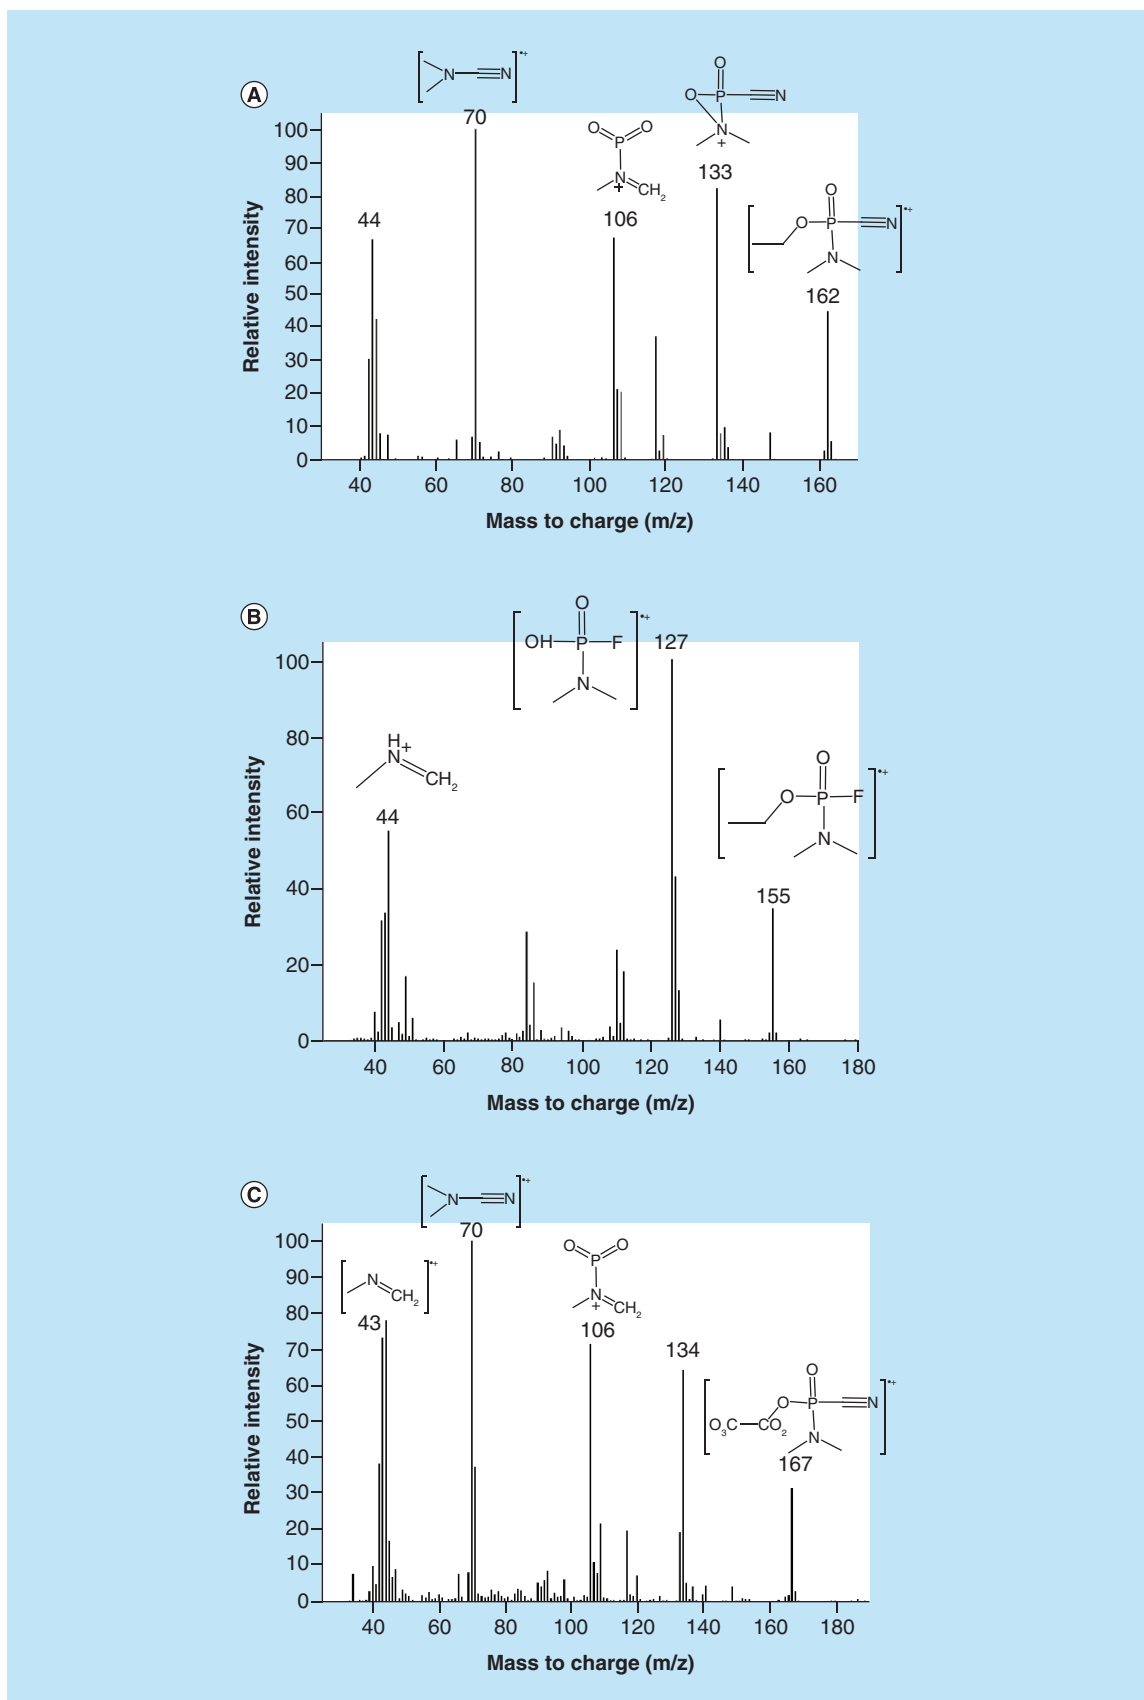 A
[ N N ]•+
O
O P N
N
+
O O
P
N
+ CH2
70
100
90
80
70
60
50
40
30
20
10
0
44
106
133
[ O
O P N
N ]•+
162
Relative intensity
40 60 80 100 120 140 160
Mass to charge (m/z)
B
[ O
OH P F
N ]•+
127
100
80
60
40
20
0
H
N +
CH2
44
[ O
O P F
N ]•+
155
Relative intensity
40 60 80 100 120 140 160 180
Mass to charge (m/z)
C
[ N N ]•+
70
100
90
80
70
60
50
40
30
20
10
0
[ N
CH2 ]•+
43
O O
P
N
+ CH2
106
134
[ O
O P N
O3C CO2
N ]•+
167
Relative intensity
40 60 80 100 120 140 160 180
Mass to charge (m/z)